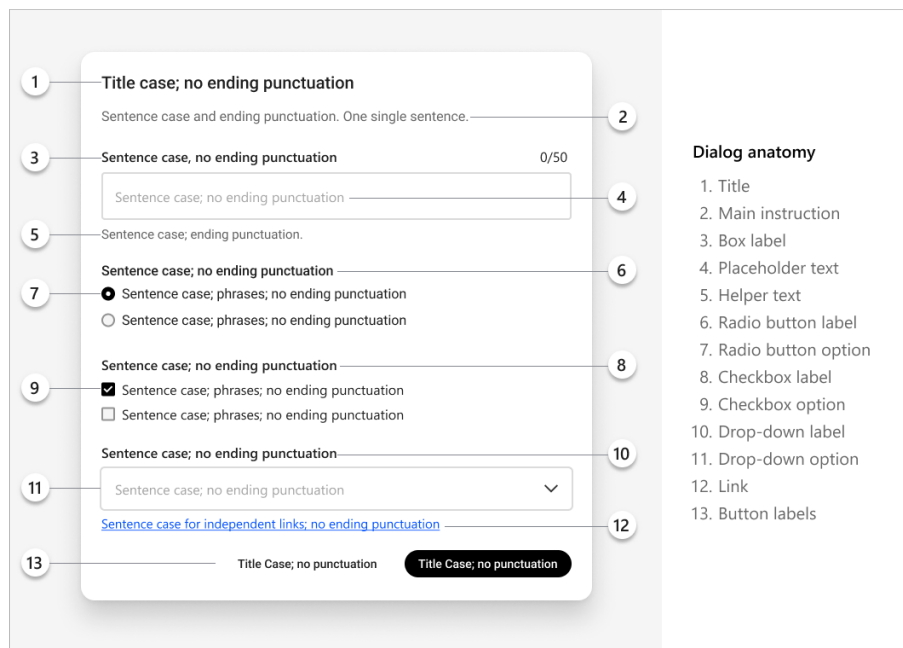 1 Title case; no ending punctuation
Sentence case and ending punctuation. One single sentence. 2
3 Sentence case, no ending punctuation 0/50
Sentence case; no ending punctuation 4
5 Sentence case; ending punctuation.
Sentence case; no ending punctuation 6
7 Sentence case; phrases; no ending punctuation
Sentence case; phrases; no ending punctuation
Sentence case; no ending punctuation 8
9 Sentence case; phrases; no ending punctuation
Sentence case; phrases; no ending punctuation
Sentence case; no ending punctuation 10
11 Sentence case; no ending punctuation
Sentence case for independent links; no ending punctuation 12
13 Title Case; no punctuation Title Case; no punctuation
Dialog anatomy
1. Title
2. Main instruction
3. Box label
4. Placeholder text
5. Helper text
6. Radio button label
7. Radio button option
8. Checkbox label
9. Checkbox option
10. Drop-down label
11. Drop-down option
12. Link
13. Button labels